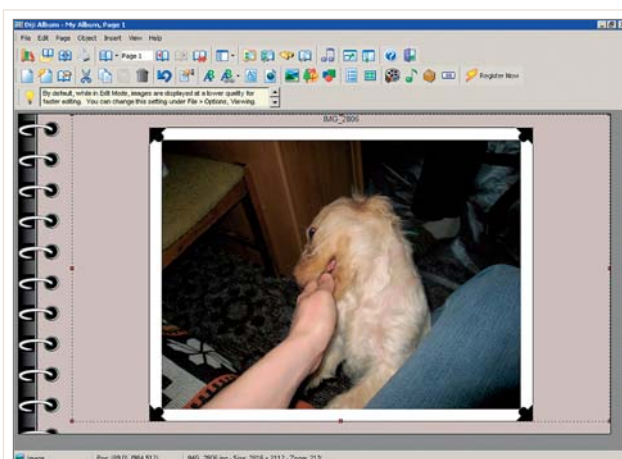 Diji Album - My Album, Page 1
File Edit Page Object Insert View Help
Page 1
Register Now
By default, while in Edit Mode, images are displayed at a lower quality for
faster editing. You can change this setting under File > Options, Viewing.
IMG_2806
Image